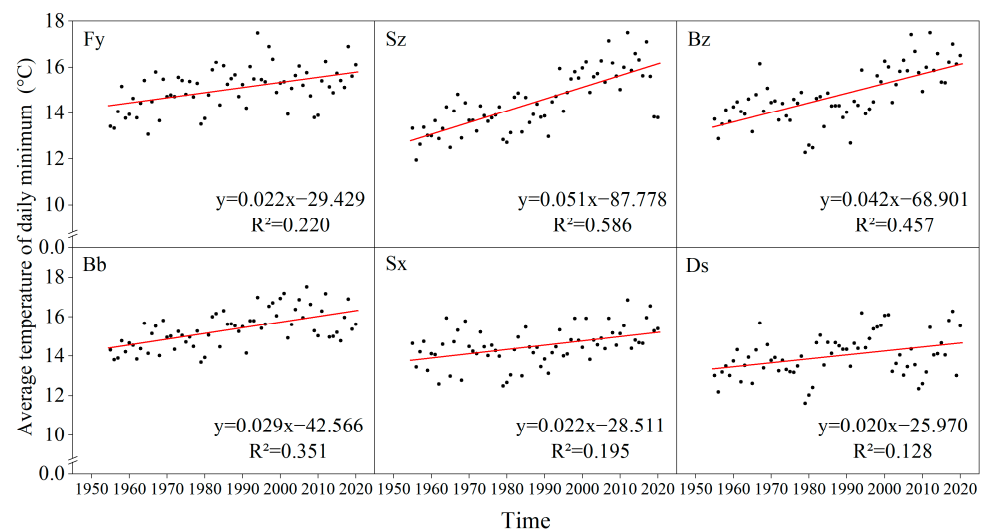 Average temperature of daily minimum (°C)
18
16
14
12
10
0.0
Fy
y=0.022x−29.429
R²=0.220
Sz
y=0.051x−87.778
R²=0.586
Bz
y=0.042x−68.901
R²=0.457
18
16
14
12
10
0.0
Bb
y=0.029x−42.566
R²=0.351
Sx
y=0.022x−28.511
R²=0.195
Ds
y=0.020x−25.970
R²=0.128
1950 1960 1970 1980 1990 2000 2010 2020 1950 1960 1970 1980 1990 2000 2010 2020 1950 1960 1970 1980 1990 2000 2010 2020
Time